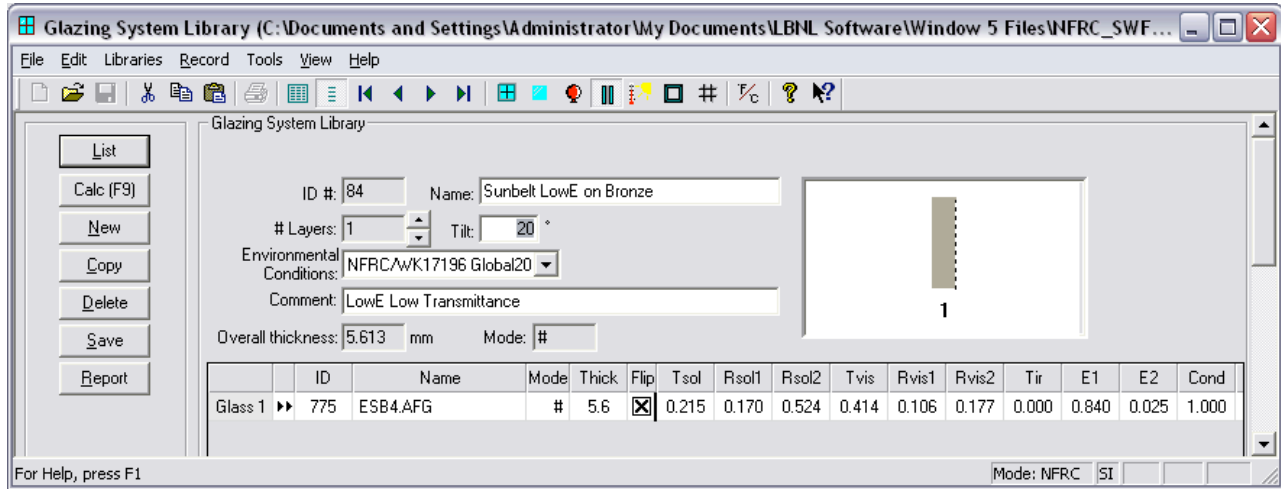 Glazing System Library (C:\Documents and Settings\Administrator\My Documents\LBNL Software\Window 5 Files\NFRC_SWF...
File Edit Libraries Record Tools View Help
°F/C ?
Glazing System Library
List
Calc (F9)
New
Copy
Delete
Save
Report
ID #: 84 Name: Sunbelt LowE on Bronze
# Layers: 1 Tilt: 20 °
Environmental Conditions: NFRC/WK17196 Global20
Comment: LowE Low Transmittance
Overall thickness: 5.613 mm Mode: #
1
ID Name Mode Thick Flip Tsol Rsol1 Rsol2 Tvis Rvis1 Rvis2 Tir E1 E2 Cond
Glass 1 775 ESB4.AFG # 5.6 0.215 0.170 0.524 0.414 0.106 0.177 0.000 0.840 0.025 1.000
For Help, press F1 Mode: NFRC SI